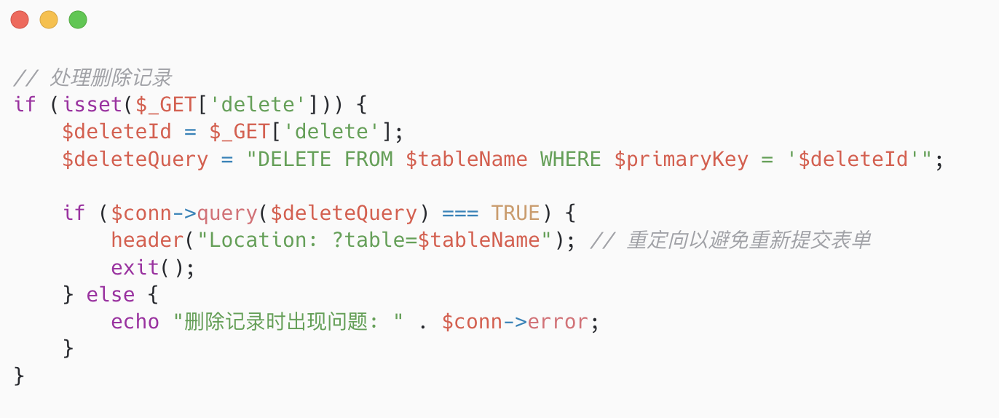 // 处理删除记录
if (isset($_GET['delete'])) {
    $deleteId = $_GET['delete'];
    $deleteQuery = "DELETE FROM $tableName WHERE $primaryKey = '$deleteId'";

    if ($conn->query($deleteQuery) === TRUE) {
        header("Location: ?table=$tableName"); // 重定向以避免重新提交表单
        exit();
    } else {
        echo "删除记录时出现问题: " . $conn->error;
    }
}